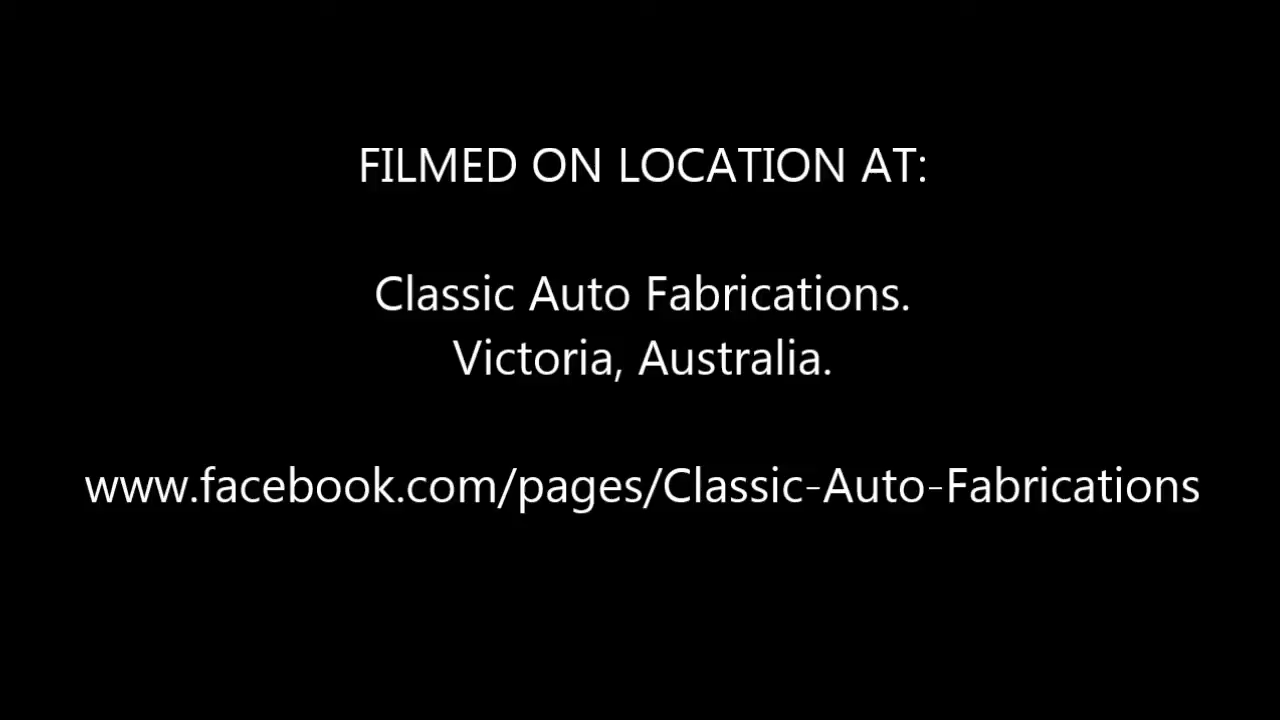 FILMED ON LOCATION AT:
Classic Auto Fabrications.
Victoria, Australia.
www.facebook.com/pages/Classic-Auto-Fabrications